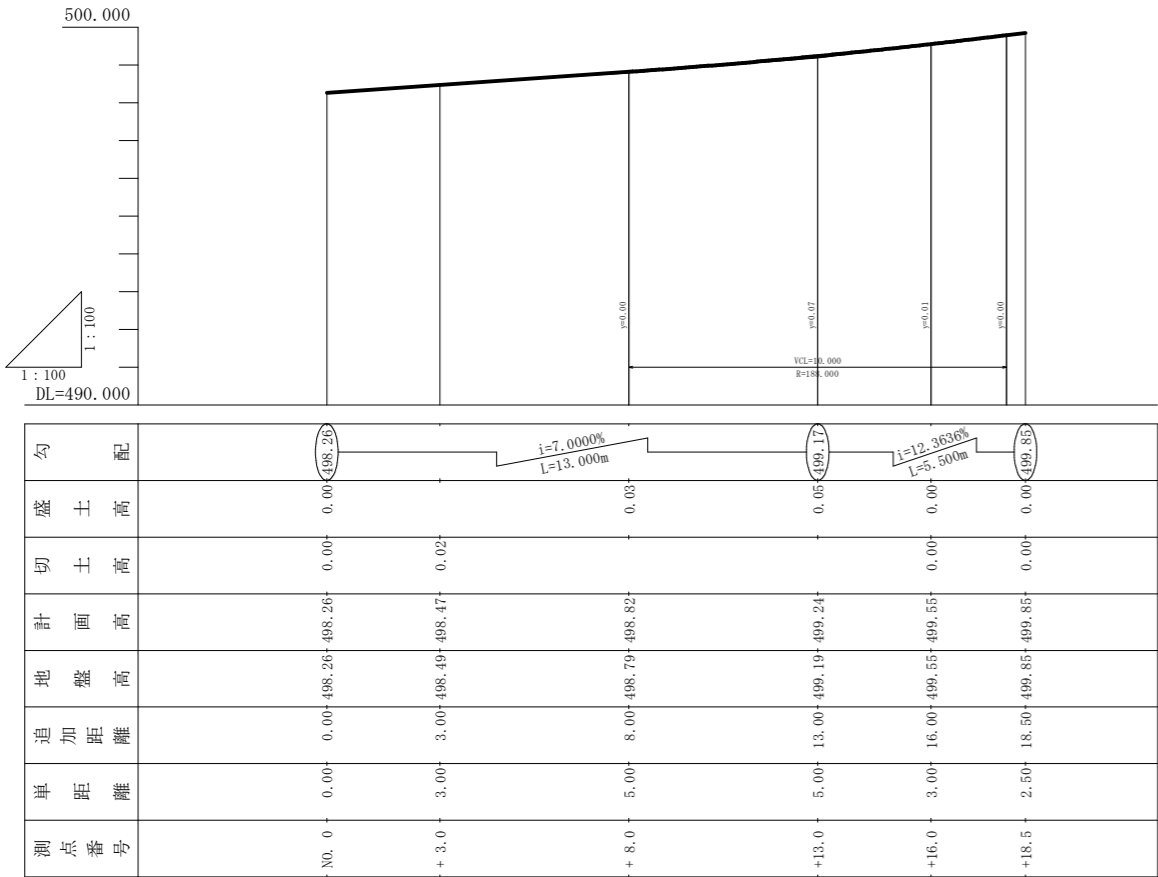 500.000
1 : 100
1 : 100
DL=490.000
y=0.00
y=0.07
y=0.01
y=0.00
VCL=10.000
R=188.000
勾配
498.26
i=7.0000%
L=13.000m
499.17
i=12.3636%
L=5.500m
499.85
盛土高
0.00
0.03
0.05
0.00
0.00
切土高
0.00
0.02
0.00
0.00
計画高
498.26
498.47
498.82
499.24
499.55
499.85
地盤高
498.26
498.49
498.79
499.19
499.55
499.85
追加距離
0.00
3.00
8.00
13.00
16.00
18.50
単距離
0.00
3.00
5.00
5.00
3.00
2.50
測点番号
NO. 0
+ 3.0
+ 8.0
+13.0
+16.0
+18.5